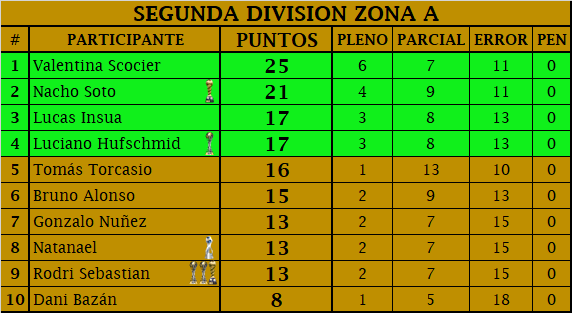 SEGUNDA DIVISION ZONA A
# PARTICIPANTE PUNTOS PLENO PARCIAL ERROR PEN
1 Valentina Scocier 25 6 7 11 0
2 Nacho Soto 21 4 9 11 0
3 Lucas Insua 17 3 8 13 0
4 Luciano Hufschmid 17 3 8 13 0
5 Tomás Torcasio 16 1 13 10 0
6 Bruno Alonso 15 2 9 13 0
7 Gonzalo Nuñez 13 2 7 15 0
8 Natanael 13 2 7 15 0
9 Rodri Sebastian 13 2 7 15 0
10 Dani Bazán 8 1 5 18 0